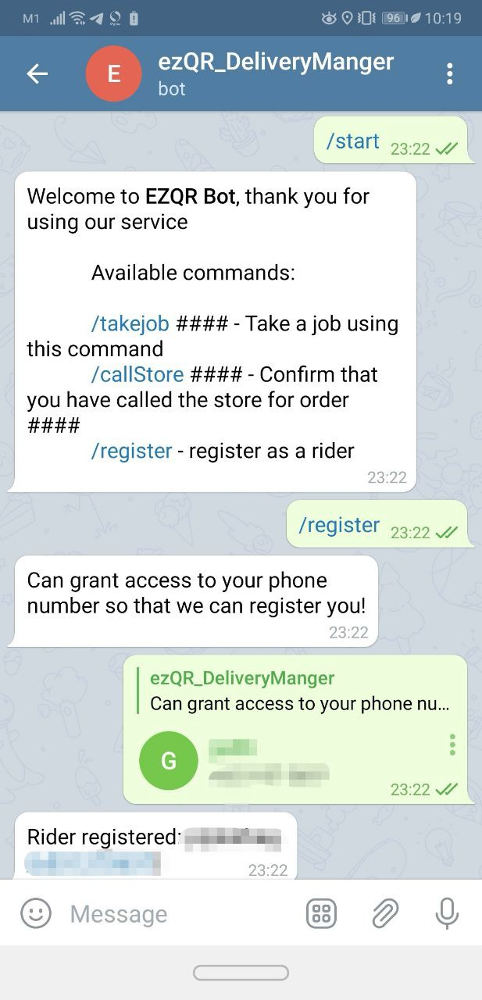 M1 96 10:19
E ezQR_DeliveryManger
bot
/start 23:22
Welcome to EZQR Bot, thank you for
using our service
Available commands:
/takejob #### - Take a job using
this command
/callStore #### - Confirm that
you have called the store for order
####
/register - register as a rider
23:22
/register 23:22
Can grant access to your phone
number so that we can register you!
23:22
ezQR_DeliveryManger
Can grant access to your phone nu...
G
23:22
Rider registered:
23:22
Message